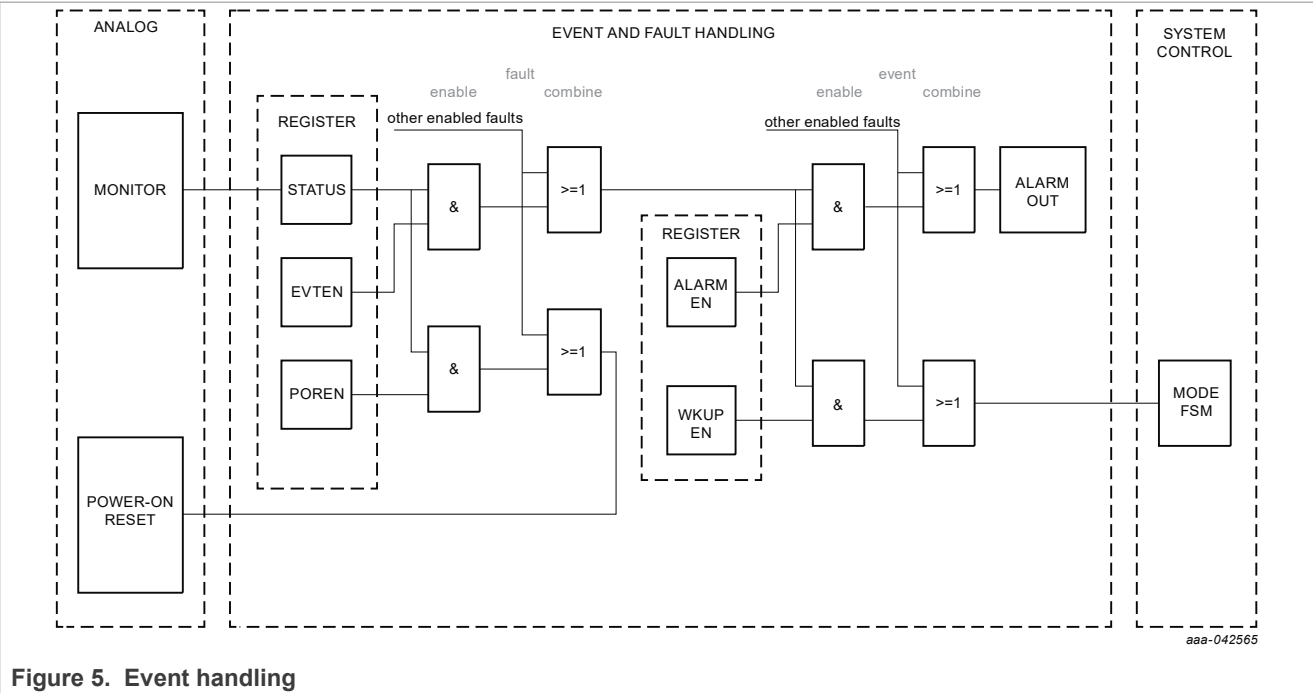 ANALOG
EVENT AND FAULT HANDLING
SYSTEM
CONTROL
fault
enable
combine
event
enable
combine
REGISTER
other enabled faults
other enabled faults
MONITOR
STATUS
&
>=1
&
>=1
ALARM
OUT
REGISTER
EVTEN
ALARM
EN
POREN
&
>=1
WKUP
EN
&
>=1
MODE
FSM
POWER-ON
RESET
aaa-042565
Figure 5. Event handling